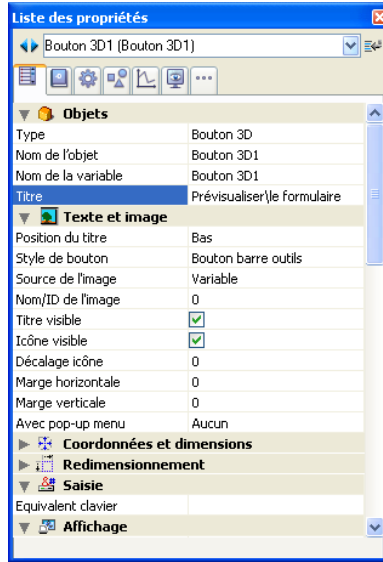 Liste des propriétés
Bouton 3D1 (Bouton 3D1)
Objets
Type Bouton 3D
Nom de l'objet Bouton 3D1
Nom de la variable Bouton 3D1
Titre Prévisualiser\le formulaire
Texte et image
Position du titre Bas
Style de bouton Bouton barre outils
Source de l'image Variable
Nom/ID de l'image 0
Titre visible
Icône visible
Décalage icône 0
Marge horizontale 0
Marge verticale 0
Avec pop-up menu Aucun
Coordonnées et dimensions
Redimensionnement
Saisie
Equivalent clavier
Affichage